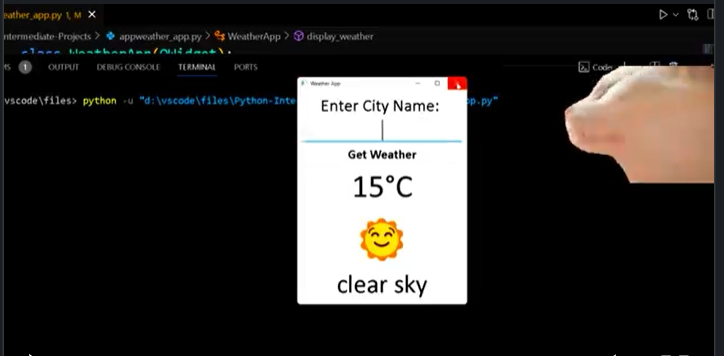 eather_app.py 1, M
ntermediate-Projects > appweather_app.py > WeatherApp > display_weather
class WeatherApp(QWidget):
MS 1 OUTPUT DEBUG CONSOLE TERMINAL PORTS
Code
vscode\files> python -u "d:\vscode\files\Python-Inte
pp.py"
Weather App
Enter City Name:
Get Weather
15°C
clear sky